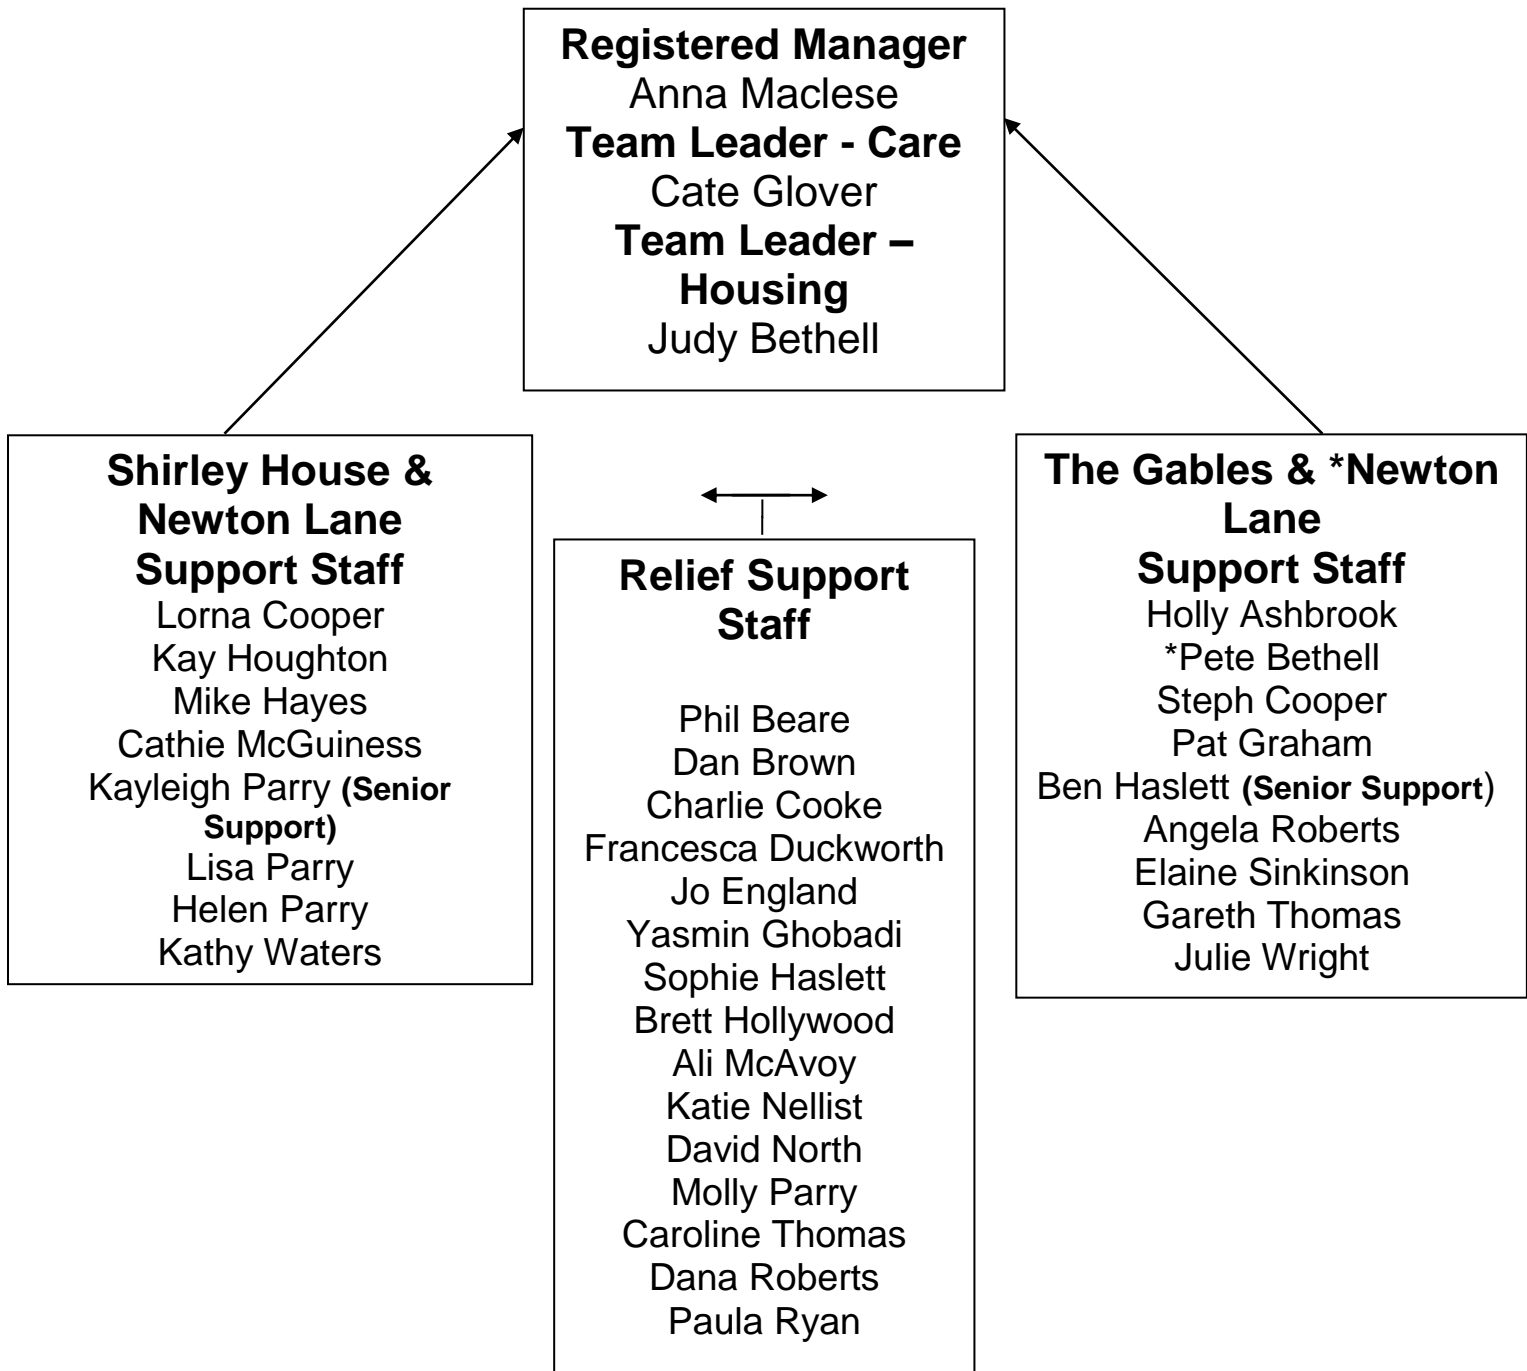 Registered Manager
Anna Maclese
Team Leader - Care
Cate Glover
Team Leader –
Housing
Judy Bethell
Shirley House &
Newton Lane
Support Staff
Lorna Cooper
Kay Houghton
Mike Hayes
Cathie McGuiness
Kayleigh Parry (Senior
Support)
Lisa Parry
Helen Parry
Kathy Waters
Relief Support
Staff
Phil Beare
Dan Brown
Charlie Cooke
Francesca Duckworth
Jo England
Yasmin Ghobadi
Sophie Haslett
Brett Hollywood
Ali McAvoy
Katie Nellist
David North
Molly Parry
Caroline Thomas
Dana Roberts
Paula Ryan
The Gables & *Newton
Lane
Support Staff
Holly Ashbrook
*Pete Bethell
Steph Cooper
Pat Graham
Ben Haslett (Senior Support)
Angela Roberts
Elaine Sinkinson
Gareth Thomas
Julie Wright